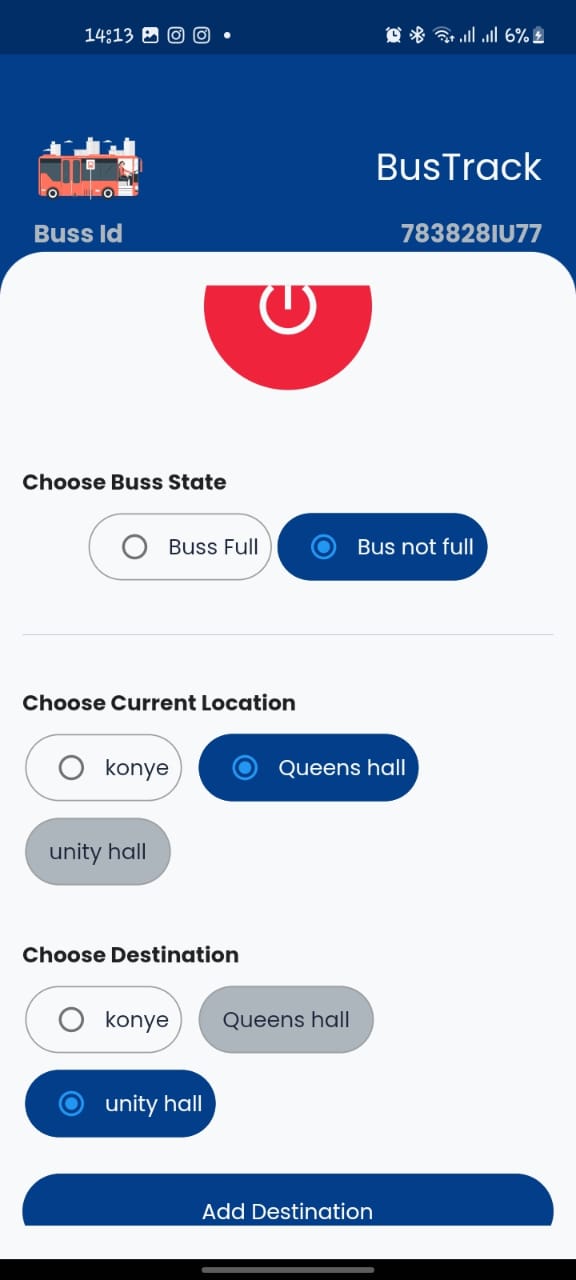 14:13 6%
BusTrack
Buss Id 783828IU77
Choose Buss State
Buss Full Bus not full
Choose Current Location
konye Queens hall
unity hall
Choose Destination
konye Queens hall
unity hall
Add Destination